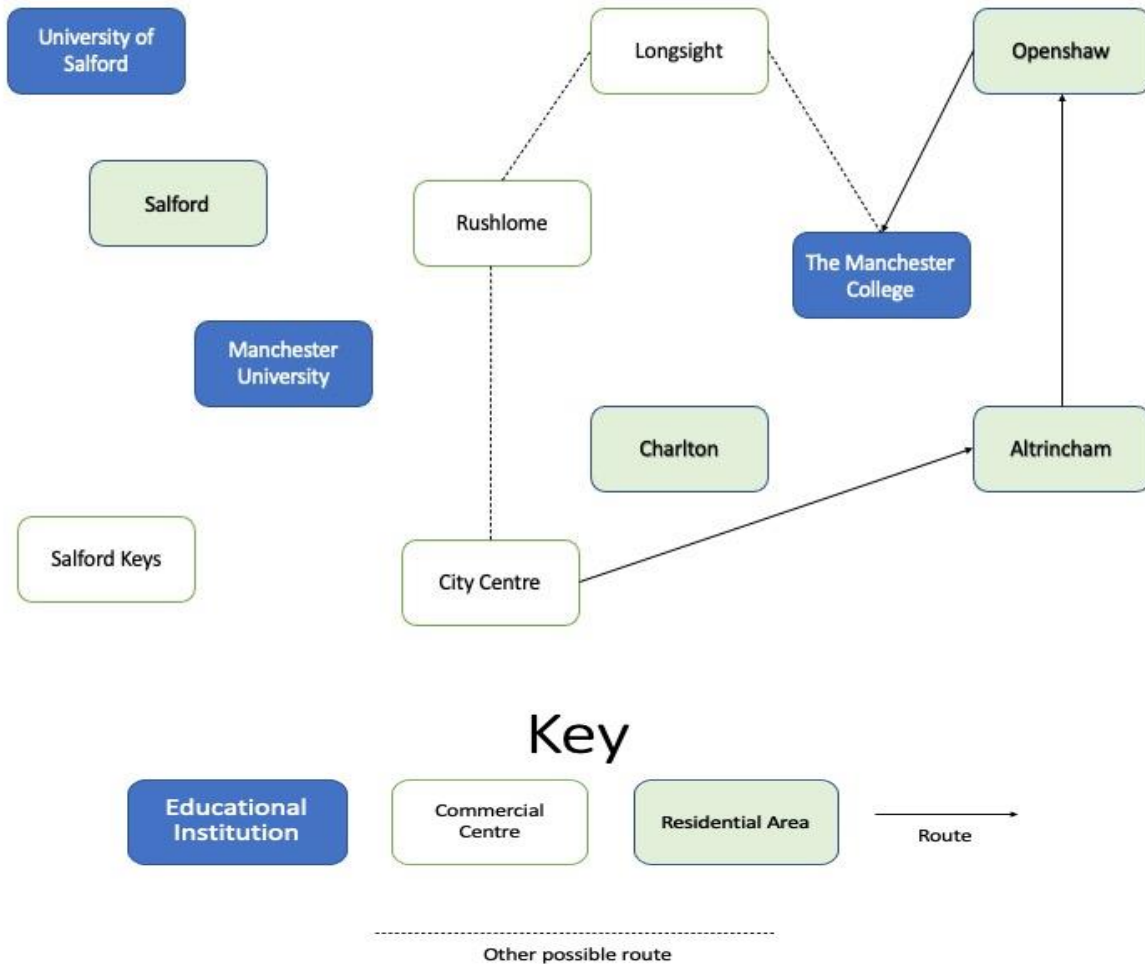 University of
Salford
Longsight
Openshaw
Salford
Rushlome
The Manchester
College
Manchester
University
Charlton
Altrincham
Salford Keys
City Centre
Key
Educational
Institution
Commercial
Centre
Residential Area
Route
Other possible route